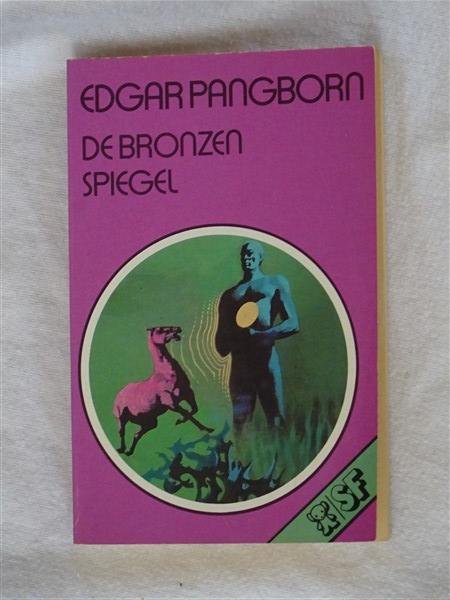 EDGAR PANGBORN
DE BRONZEN
SPIEGEL
SF